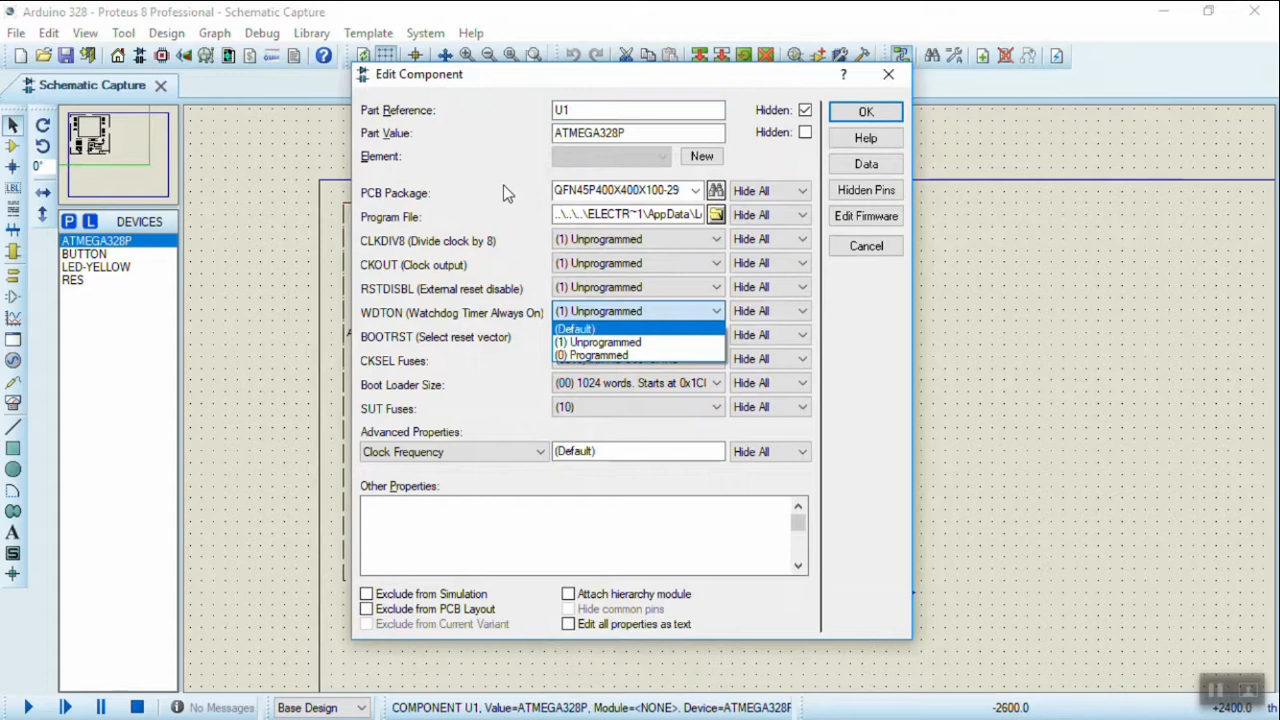 Arduino 328 - Proteus 8 Professional - Schematic Capture
File Edit View Tool Design Graph Debug Library Template System Help
Schematic Capture
Edit Component
Part Reference: U1 Hidden:
Part Value: ATMEGA328P Hidden:
Element: New
PCB Package: QFN45P400X400X100-29 Hide All
Program File: ..\..\..\ELECTR~1\AppData\L Hide All
CLKDIV8 (Divide clock by 8) (1) Unprogrammed Hide All
CKOUT (Clock output) (1) Unprogrammed Hide All
RSTDISBL (External reset disable) (1) Unprogrammed Hide All
WDTON (Watchdog Timer Always On) (1) Unprogrammed Hide All
(Default)
(1) Unprogrammed
(0) Programmed
BOOTRST (Select reset vector) Hide All
CKSEL Fuses: Hide All
Boot Loader Size: (00) 1024 words. Starts at 0x1C Hide All
SUT Fuses: (10) Hide All
Advanced Properties:
Clock Frequency (Default) Hide All
Other Properties:
Exclude from Simulation
Exclude from PCB Layout
Exclude from Current Variant
Attach hierarchy module
Hide common pins
Edit all properties as text
OK
Help
Data
Hidden Pins
Edit Firmware
Cancel
0°
LBL
P L DEVICES
ATMEGA328P
BUTTON
LED-YELLOW
RES
A
S
No Messages Base Design COMPONENT U1, Value=ATMEGA328P, Module=<NONE>. Device=ATMEGA328F -2600.0 +2400.0 th